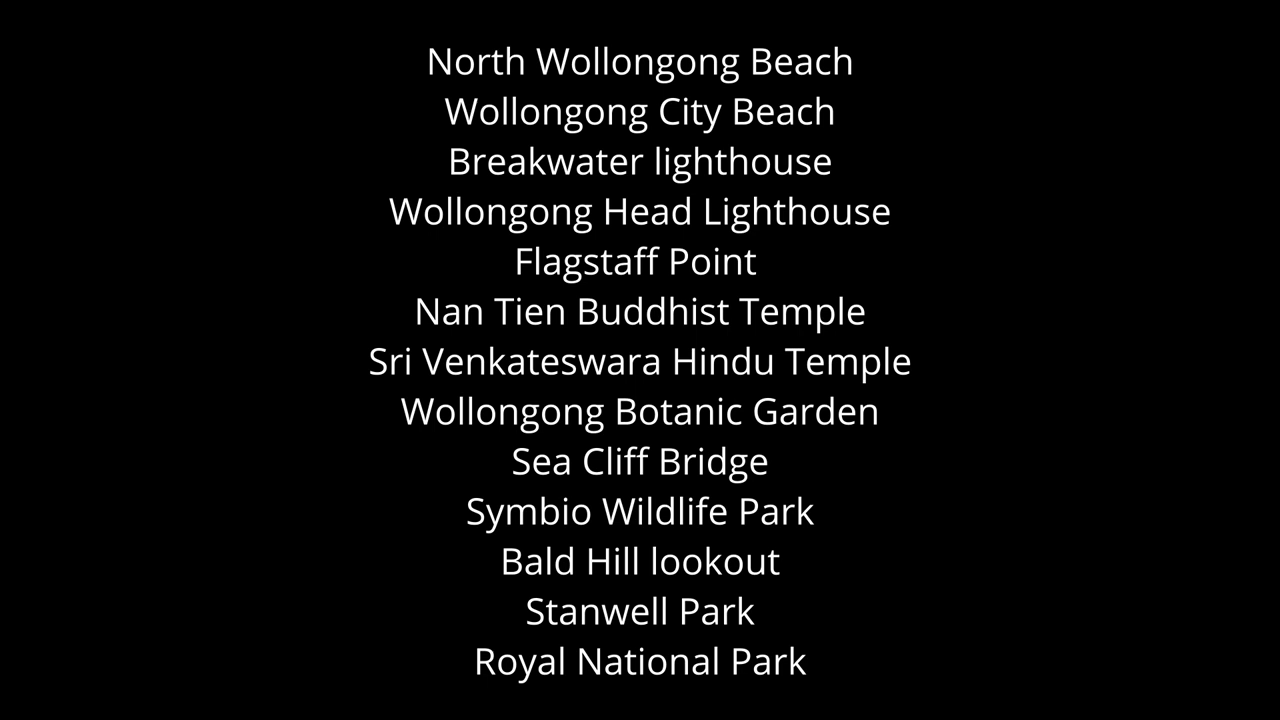 North Wollongong Beach
Wollongong City Beach
Breakwater lighthouse
Wollongong Head Lighthouse
Flagstaff Point
Nan Tien Buddhist Temple
Sri Venkateswara Hindu Temple
Wollongong Botanic Garden
Sea Cliff Bridge
Symbio Wildlife Park
Bald Hill lookout
Stanwell Park
Royal National Park